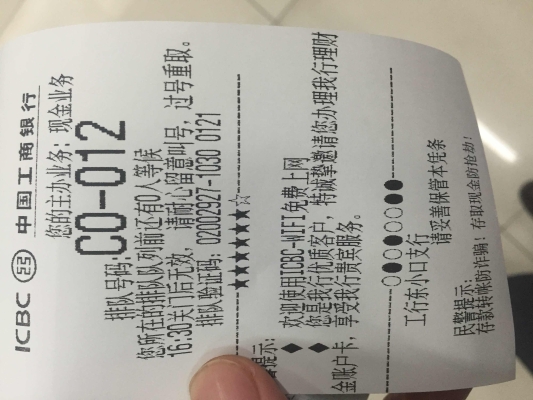 ICBC 中国工商银行
您的主办业务：现金业务
排队号码：
CO-012
您所在的排队队列前还有0人等候
16:30关门后无效，请耐心留意叫号，过号重取。
排队验证码：02002927-1030 0121
★★★★★★☆
提示：
◆ 欢迎使用ICBC-WIFI免费上网
◆ 您是我行优质客户，特诚挚邀请您办理我行理财
金账户卡，享受我行贵宾服务。
○●○●○○●●
工行东小口支行
请妥善保管本凭条
民警提示：
存款转帐防诈骗！存取现金防抢劫！